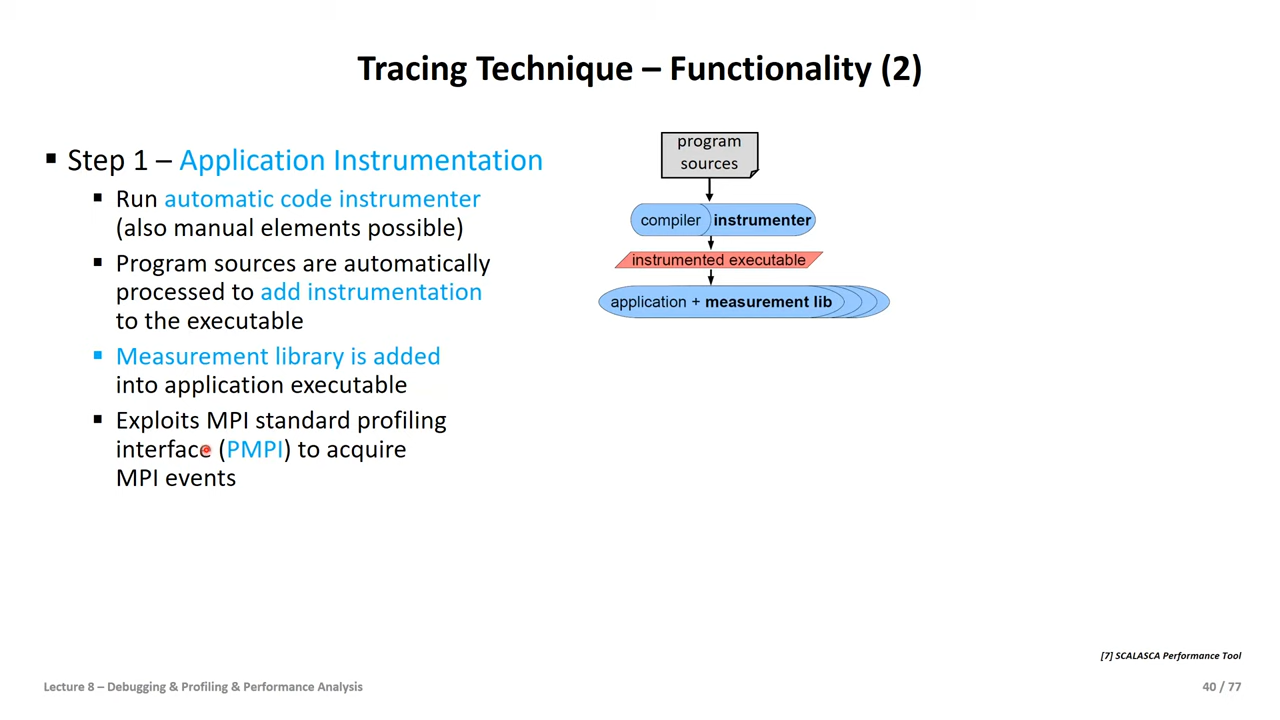 Tracing Technique – Functionality (2)
▪ Step 1 – Application Instrumentation
▪ Run automatic code instrumenter
(also manual elements possible)
▪ Program sources are automatically
processed to add instrumentation
to the executable
▪ Measurement library is added
into application executable
▪ Exploits MPI standard profiling
interface (PMPI) to acquire
MPI events
program
sources
compiler instrumenter
instrumented executable
application + measurement lib
[7] SCALASCA Performance Tool
Lecture 8 – Debugging & Profiling & Performance Analysis
40 / 77